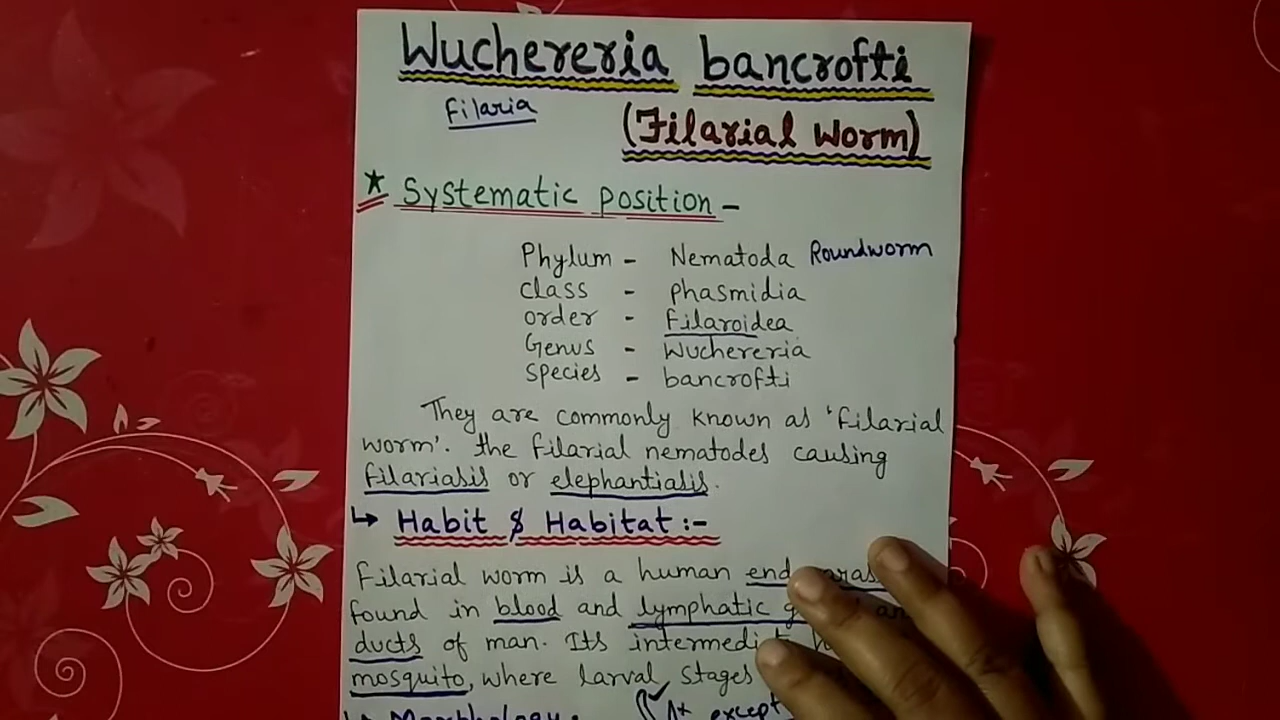 Wuchereria bancrofti
Filaria
(Filarial Worm)
★ Systematic position -
Phylum - Nematoda Roundworm
Class - phasmidia
order - Filaroidea
Genus - Wuchereria
Species - bancrofti
They are commonly known as 'Filarial
worm'. the filarial nematodes causing
filariasis or elephantiasis.
↳ Habit & Habitat :-
Filarial worm is a human
found in blood and lymphatic
ducts of man. Its
mosquito, where larval stages
↳ Morphology. except